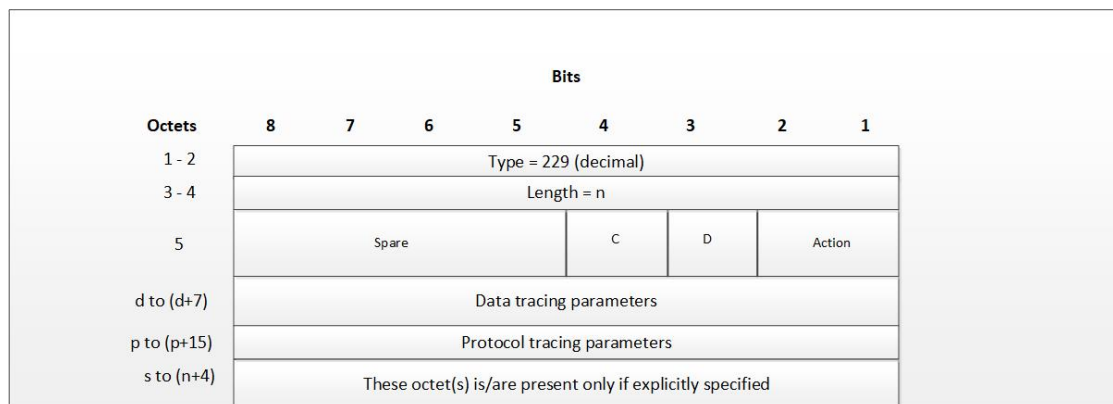 Bits
Octets 8 7 6 5 4 3 2 1
1 - 2 Type = 229 (decimal)
3 - 4 Length = n
5 Spare C D Action
d to (d+7) Data tracing parameters
p to (p+15) Protocol tracing parameters
s to (n+4) These octet(s) is/are present only if explicitly specified